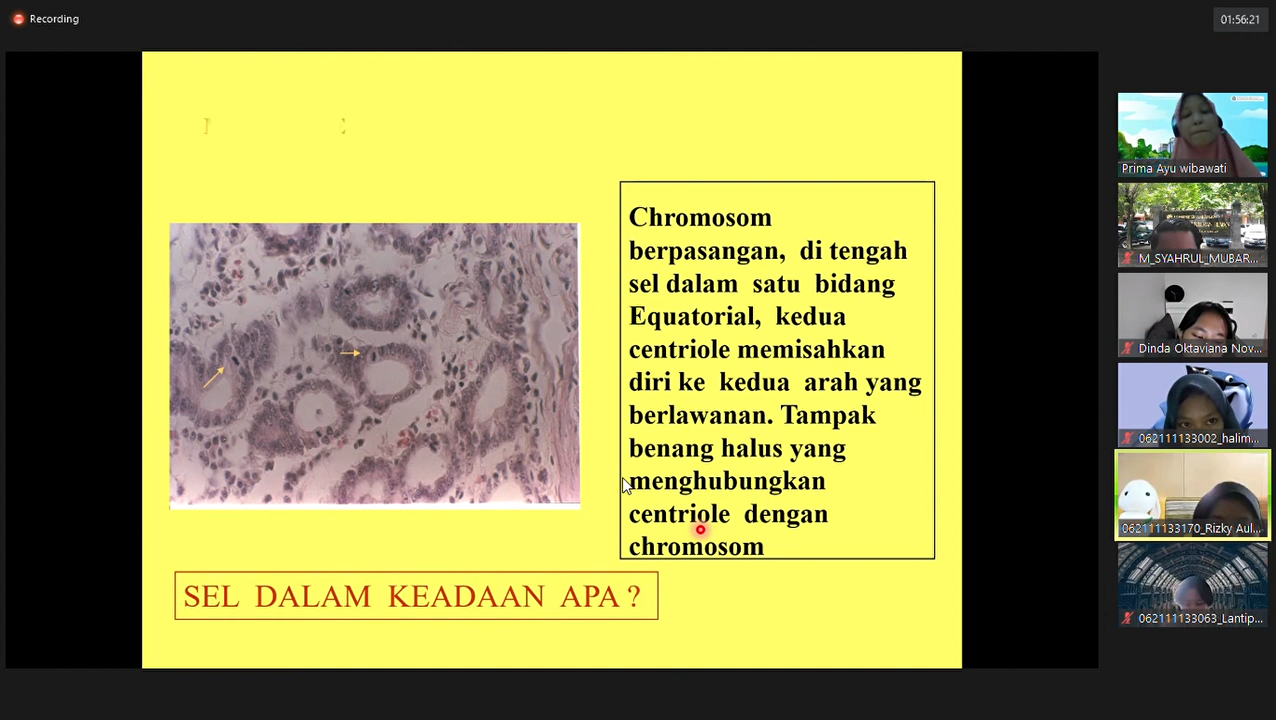 Recording
01:56:21
Chromosom
berpasangan, di tengah
sel dalam satu bidang
Equatorial, kedua
centriole memisahkan
diri ke kedua arah yang
berlawanan. Tampak
benang halus yang
menghubungkan
centriole dengan
chromosom
SEL DALAM KEADAAN APA ?
Prima Ayu wibawati
M_SYAHRUL_MUBAR...
Dinda Oktaviana Nov...
062111133002_halim...
062111133170_Rizky Aul...
062111133063_Lantip...